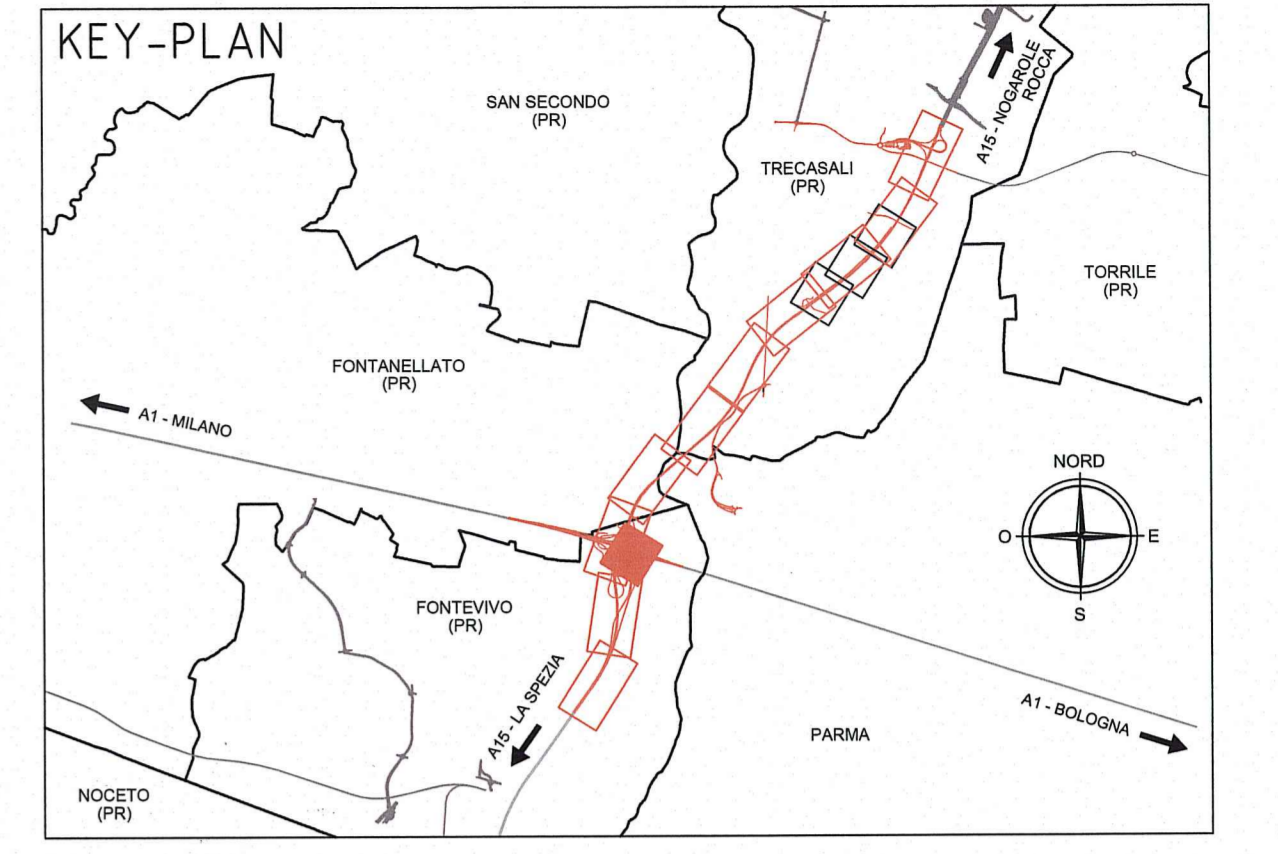 KEY-PLAN
SAN SECONDO
(PR)
A15 - NOGAROLE
ROCCA
TRECASALI
(PR)
TORRILE
(PR)
FONTANELLATO
(PR)
A1 - MILANO
NORD
O
E
S
FONTEVIVO
(PR)
A15 - LA SPEZIA
A1 - BOLOGNA
PARMA
NOCETO
(PR)